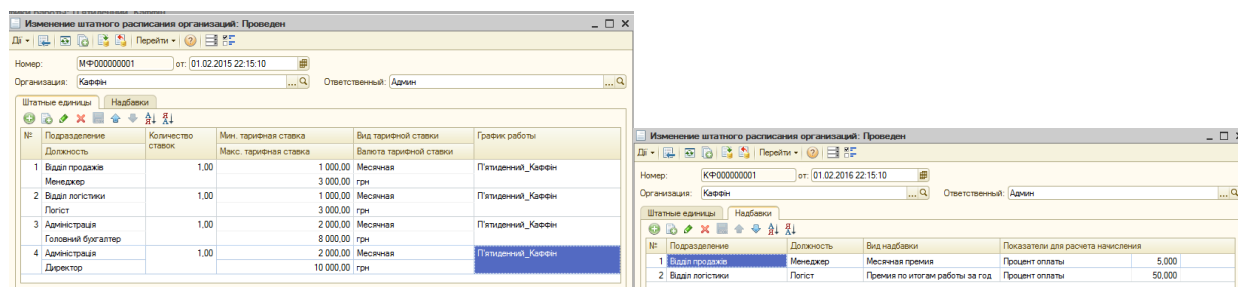 Изменение штатного расписания организаций: Проведен
Дії Перейти
Номер: МФ000000001 от: 01.02.2015 22:15:10
Организация: Каффін Ответственный: Админ
Штатные единицы Надбавки
№ Подразделение Количество ставок Мин. тарифная ставка Вид тарифной ставки График работы
Должность Макс. тарифная ставка Валюта тарифной ставки
1 Відділ продажів 1,00 1 000,00 Месячная П'ятиденний_Каффін
Менеджер 3 000,00 грн
2 Відділ логістики 1,00 1 000,00 Месячная П'ятиденний_Каффін
Логіст 3 000,00 грн
3 Адміністрація 1,00 2 000,00 Месячная П'ятиденний_Каффін
Головний бухгалтер 8 000,00 грн
4 Адміністрація 1,00 2 000,00 Месячная П'ятиденний_Каффін
Директор 10 000,00 грн
Изменение штатного расписания организаций: Проведен
Дії Перейти
Номер: КФ000000001 от: 01.02.2016 22:15:10
Организация: Каффін Ответственный: Админ
Штатные единицы Надбавки
№ Подразделение Должность Вид надбавки Показатели для расчета начисления
1 Відділ продажів Менеджер Месячная премия Процент оплаты 5,000
2 Відділ логістики Логіст Премия по итогам работы за год Процент оплаты 50,000